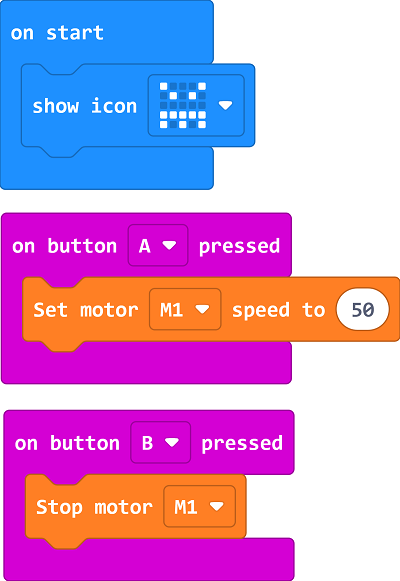 on start
show icon
on button A pressed
Set motor M1 speed to 50
on button B pressed
Stop motor M1